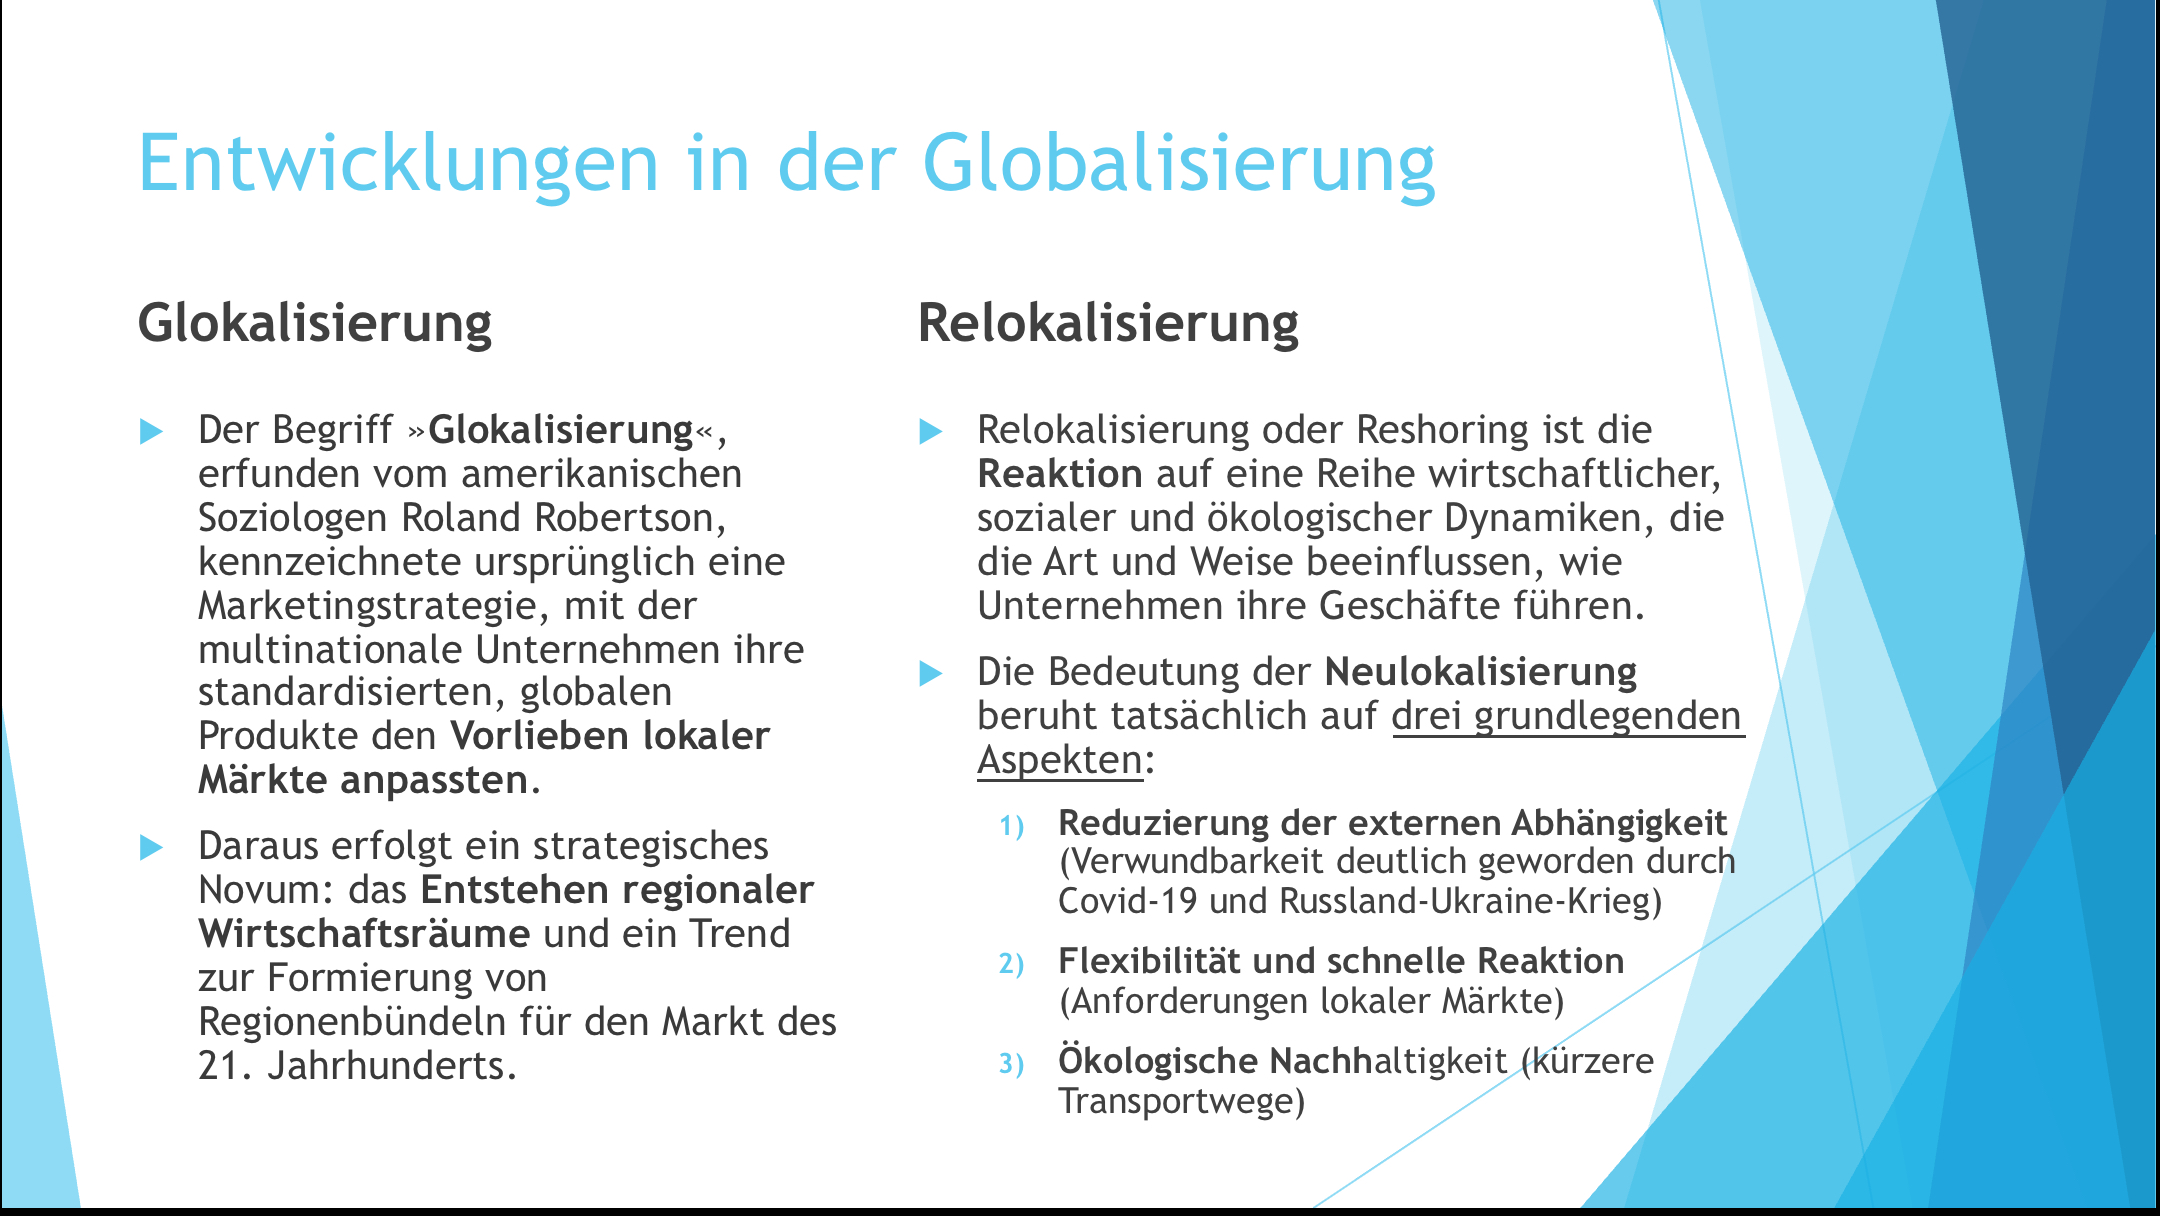 Entwicklungen in der Globalisierung
Glokalisierung
Der Begriff »Glokalisierung«,
erfunden vom amerikanischen
Soziologen Roland Robertson,
kennzeichnete ursprünglich eine
Marketingstrategie, mit der
multinationale Unternehmen ihre
standardisierten, globalen
Produkte den Vorlieben lokaler
Märkte anpassten.
Daraus erfolgt ein strategisches
Novum: das Entstehen regionaler
Wirtschaftsräume und ein Trend
zur Formierung von
Regionenbündeln für den Markt des
21. Jahrhunderts.
Relokalisierung
Relokalisierung oder Reshoring ist die
Reaktion auf eine Reihe wirtschaftlicher,
sozialer und ökologischer Dynamiken, die
die Art und Weise beeinflussen, wie
Unternehmen ihre Geschäfte führen.
Die Bedeutung der Neulokalisierung
beruht tatsächlich auf drei grundlegenden
Aspekten:
1) Reduzierung der externen Abhängigkeit
(Verwundbarkeit deutlich geworden durch
Covid-19 und Russland-Ukraine-Krieg)
2) Flexibilität und schnelle Reaktion
(Anforderungen lokaler Märkte)
3) Ökologische Nachhaltigkeit (kürzere
Transportwege)